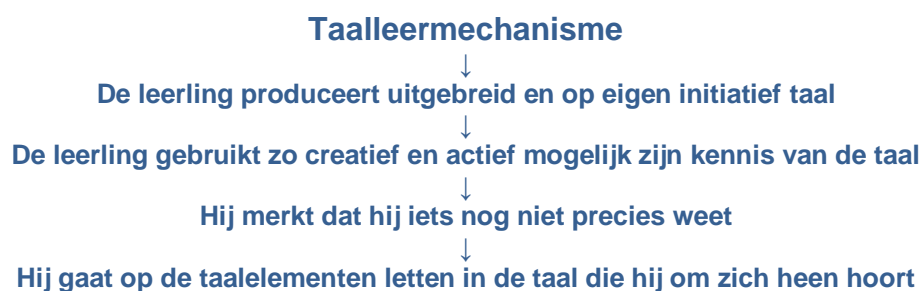 Taalleermechanisme
↓
De leerling produceert uitgebreid en op eigen initiatief taal
↓
De leerling gebruikt zo creatief en actief mogelijk zijn kennis van de taal
↓
Hij merkt dat hij iets nog niet precies weet
↓
Hij gaat op de taalelementen letten in de taal die hij om zich heen hoort